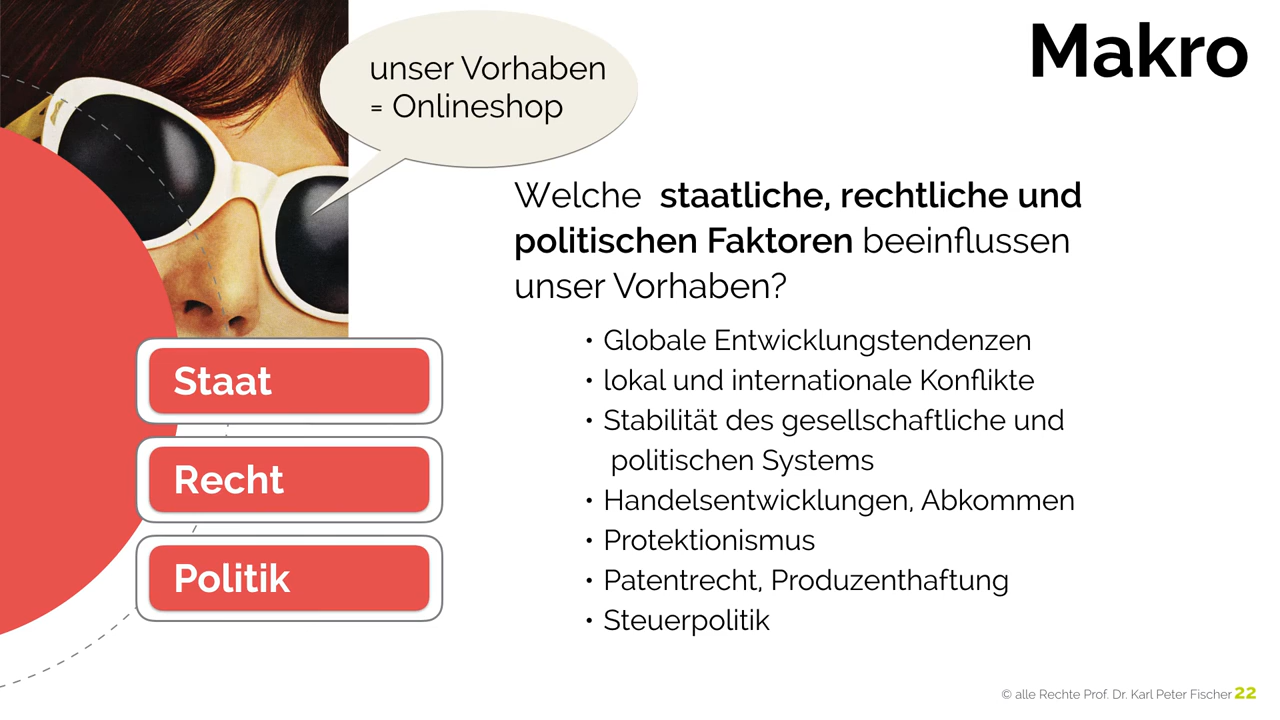 Makro
unser Vorhaben
= Onlineshop
Welche staatliche, rechtliche und
politischen Faktoren beeinflussen
unser Vorhaben?
• Globale Entwicklungstendenzen
• lokal und internationale Konflikte
• Stabilität des gesellschaftliche und
politischen Systems
• Handelsentwicklungen, Abkommen
• Protektionismus
• Patentrecht, Produzenthaftung
• Steuerpolitik
Staat
Recht
Politik
© alle Rechte Prof. Dr. Karl Peter Fischer 22